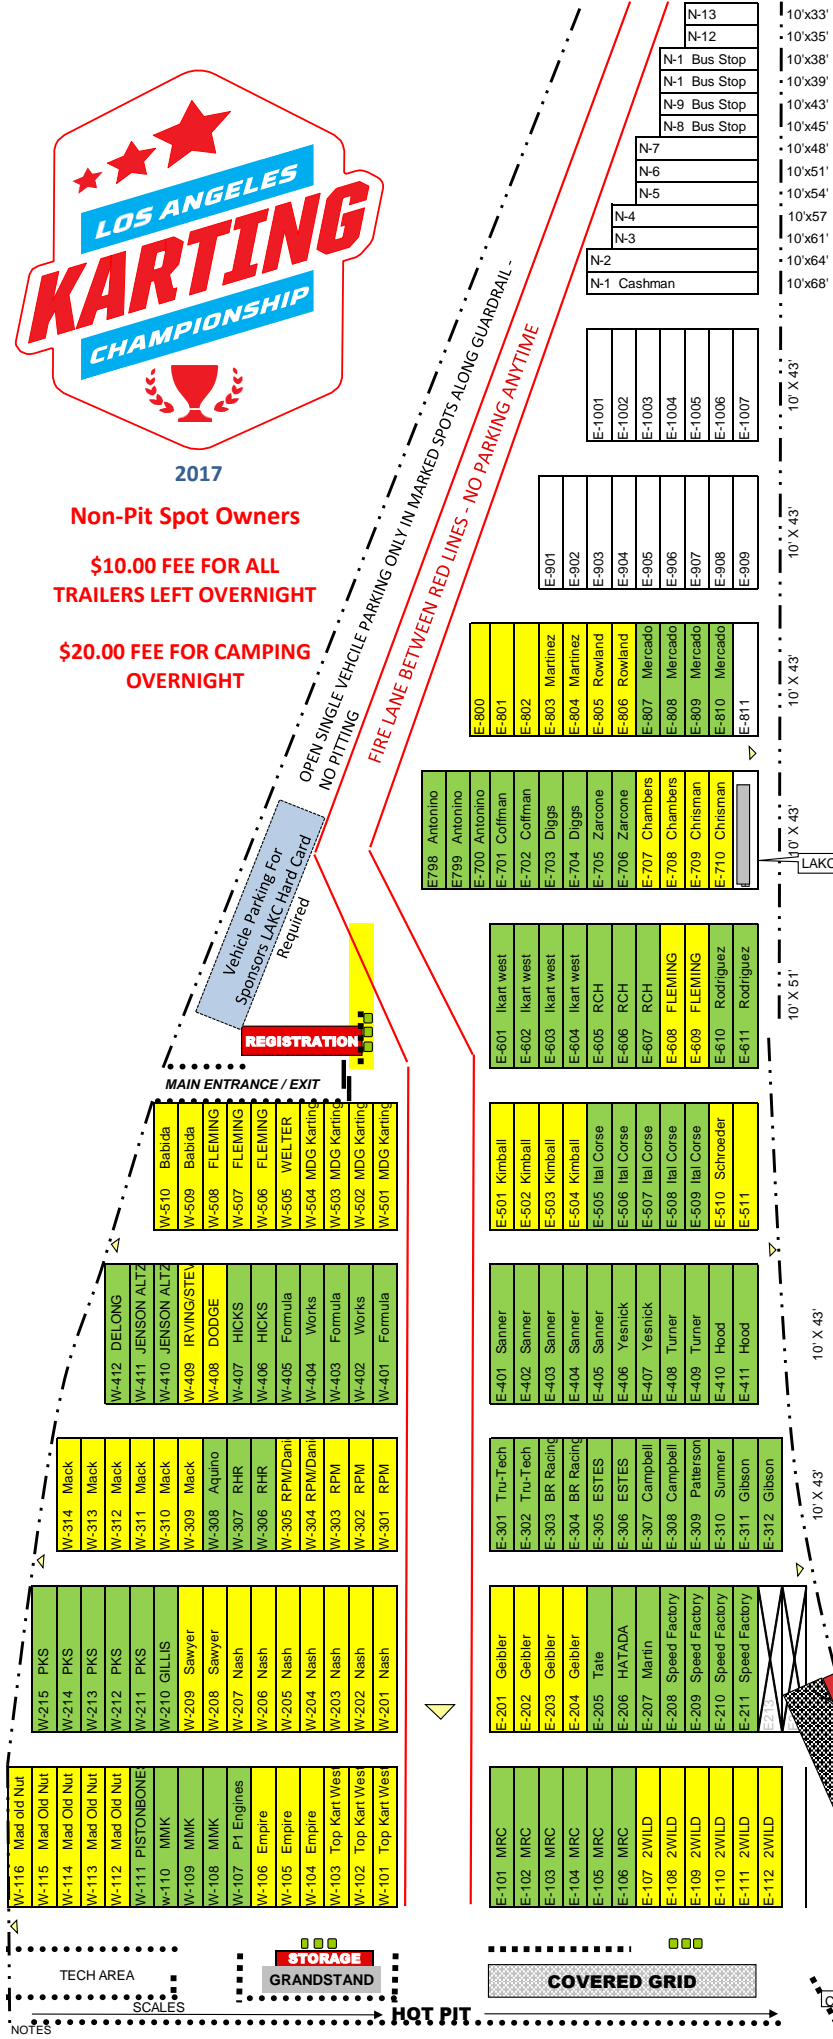 N-13
10'x33'
N-12
10'x35'
N-1 Bus Stop
10'x38'
N-1 Bus Stop
10'x39'
N-9 Bus Stop
10'x43'
N-8 Bus Stop
10'x45'
N-7
10'x48'
N-6
10'x51'
N-5
10'x54'
N-4
10'x57
N-3
10'x61'
N-2
10'x64'
N-1 Cashman
10'x68'
LOS ANGELES
KARTING
CHAMPIONSHIP
2017
Non-Pit Spot Owners
$10.00 FEE FOR ALL
TRAILERS LEFT OVERNIGHT
$20.00 FEE FOR CAMPING
OVERNIGHT
OPEN SINGLE VEHCILE PARKING ONLY IN MARKED SPOTS ALONG GUARDRAIL -
NO PITTING
FIRE LANE BETWEEN RED LINES - NO PARKING ANYTIME
E-1001
E-1002
E-1003
E-1004
E-1005
E-1006
E-1007
10' X 43'
E-901
E-902
E-903
E-904
E-905
E-906
E-907
E-908
E-909
10' X 43'
E-800
E-801
E-802
E-803 Martinez
E-804 Martinez
E-805 Rowland
E-806 Rowland
E-807 Mercado
E-808 Mercado
E-809 Mercado
E-810 Mercado
E-811
10' X 43'
E798 Antonino
E799 Antonino
E-700 Antonino
E-701 Coffman
E-702 Coffman
E-703 Diggs
E-704 Diggs
E-705 Zarcone
E-706 Zarcone
E-707 Chambers
E-708 Chambers
E-709 Chrisman
E-710 Chrisman
10' X 43'
LAKC
Vehicle Parking For
Sponsors LAKC Hard Card
Required
E-601 Ikart west
E-602 Ikart west
E-603 Ikart west
E-604 Ikart west
E-605 RCH
E-606 RCH
E-607 RCH
E-608 FLEMING
E-609 FLEMING
E-610 Rodriguez
E-611 Rodriguez
10' X 51'
REGISTRATION
MAIN ENTRANCE / EXIT
W-510 Babida
W-509 Babida
W-508 FLEMING
W-507 FLEMING
W-506 FLEMING
W-505 WELTER
W-504 MDG Karting
W-503 MDG Karting
W-502 MDG Karting
W-501 MDG Karting
E-501 Kimball
E-502 Kimball
E-503 Kimball
E-504 Kimball
E-505 Ital Corse
E-506 Ital Corse
E-507 Ital Corse
E-508 Ital Corse
E-509 Ital Corse
E-510 Schroeder
E-511
W-412 DELONG
W-411 JENSON ALTZ
W-410 JENSON ALTZ
W-409 IRVING/STEV
W-408 DODGE
W-407 HICKS
W-406 HICKS
W-405 Formula
W-404 Works
W-403 Formula
W-402 Works
W-401 Formula
E-401 Sanner
E-402 Sanner
E-403 Sanner
E-404 Sanner
E-405 Sanner
E-406 Yesnick
E-407 Yesnick
E-408 Turner
E-409 Turner
E-410 Hood
E-411 Hood
10' X 43'
W-314 Mack
W-313 Mack
W-312 Mack
W-311 Mack
W-310 Mack
W-309 Mack
W-308 Aquino
W-307 RHR
W-306 RHR
W-305 RPM/Dani
W-304 RPM/Dani
W-303 RPM
W-302 RPM
W-301 RPM
E-301 Tru-Tech
E-302 Tru-Tech
E-303 BR Racing
E-304 BR Racing
E-305 ESTES
E-306 ESTES
E-307 Campbell
E-308 Campbell
E-309 Patterson
E-310 Sumner
E-311 Gibson
E-312 Gibson
10' X 43'
W-215 PKS
W-214 PKS
W-213 PKS
W-212 PKS
W-211 PKS
W-210 GILLIS
W-209 Sawyer
W-208 Sawyer
W-207 Nash
W-206 Nash
W-205 Nash
W-204 Nash
W-203 Nash
W-202 Nash
W-201 Nash
E-201 Geibler
E-202 Geibler
E-203 Geibler
E-204 Geibler
E-205 Tate
E-206 HATADA
E-207 Martin
E-208 Speed Factory
E-209 Speed Factory
E-210 Speed Factory
E-211 Speed Factory
W-116 Mad old Nut
W-115 Mad Old Nut
W-114 Mad Old Nut
W-113 Mad Old Nut
W-112 Mad Old Nut
W-111 PISTONBONES
w-110 MMK
W-109 MMK
W-108 MMK
W-107 P1 Engines
W-106 Empire
W-105 Empire
W-104 Empire
W-103 Top Kart West
W-102 Top Kart West
W-101 Top Kart West
E-101 MRC
E-102 MRC
E-103 MRC
E-104 MRC
E-105 MRC
E-106 MRC
E-107 2WILD
E-108 2WILD
E-109 2WILD
E-110 2WILD
E-111 2WILD
E-112 2WILD
TECH AREA
STORAGE
GRANDSTAND
COVERED GRID
SCALES
HOT PIT
NOTES